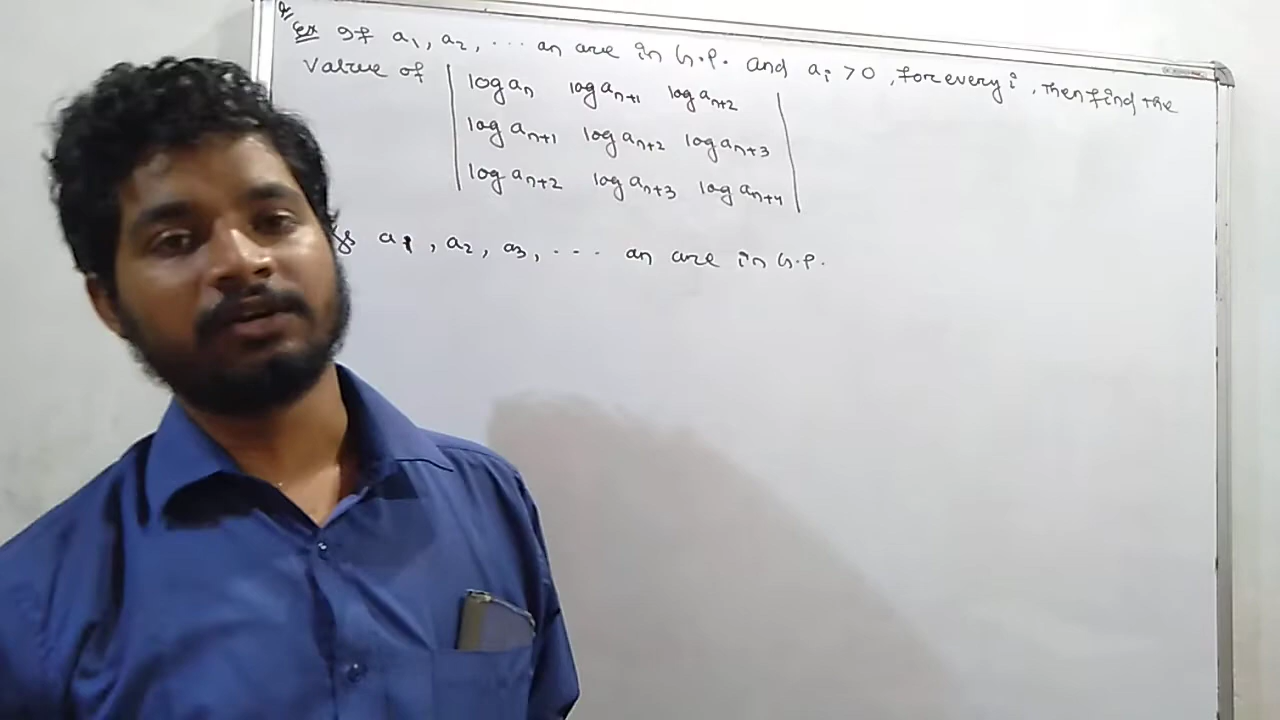 Ex If a1, a2, ... an are in G.P. and ai > 0, for every i, Then find the
value of | log an log an+1 log an+2 |
| log an+1 log an+2 log an+3 |
| log an+2 log an+3 log an+4 |
a1, a2, a3, ... an are in G.P.